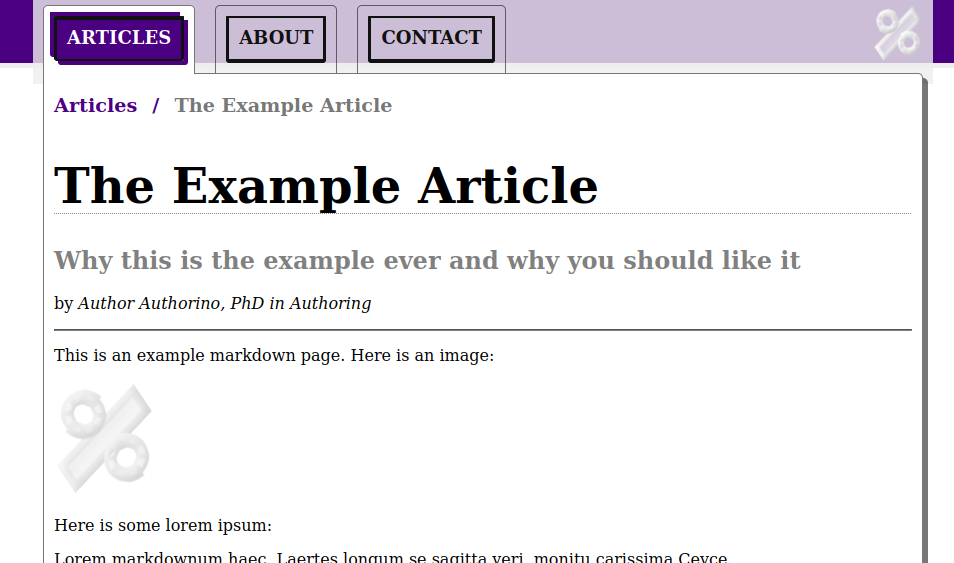 ARTICLES ABOUT CONTACT
Articles / The Example Article
The Example Article
Why this is the example ever and why you should like it
by Author Authorino, PhD in Authoring
This is an example markdown page. Here is an image:
%
Here is some lorem ipsum:
Lorem markdownum haec. Laertes longum se sagitta veri, monitu carissima Ceyce